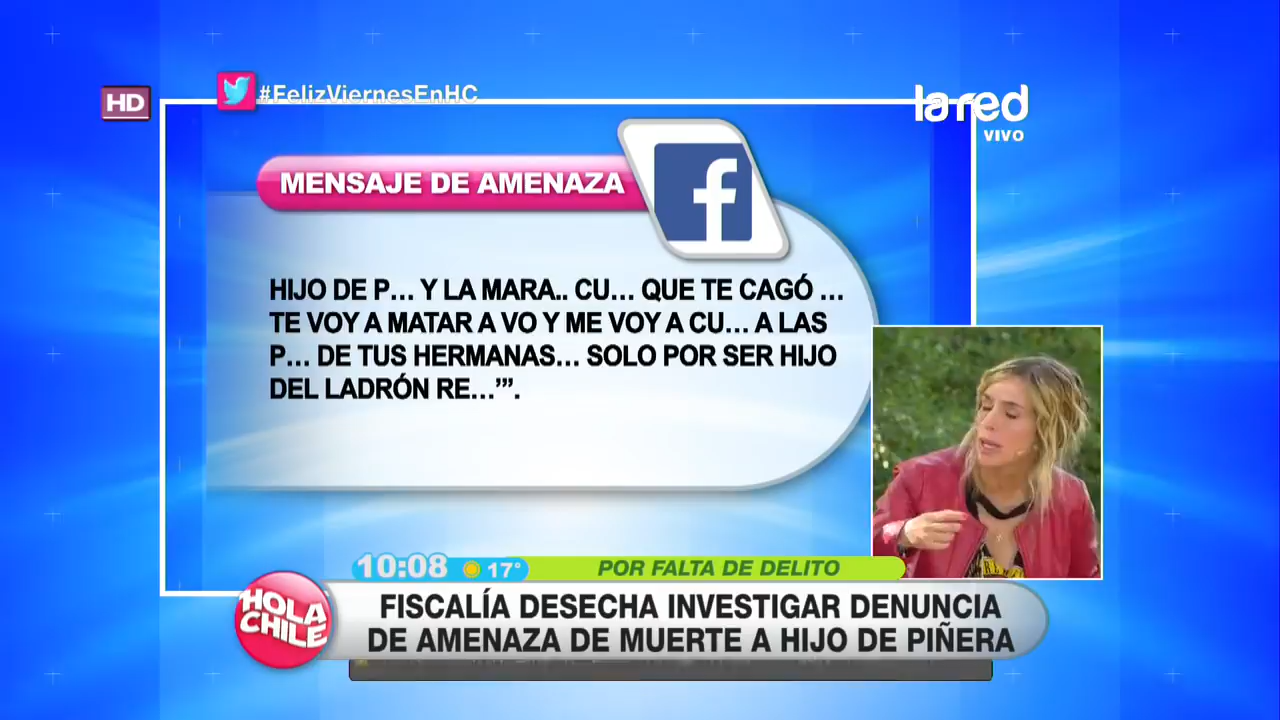 #FelizViernesEnHC
HD
la red
VIVO
MENSAJE DE AMENAZA
f
HIJO DE P... Y LA MARA.. CU... QUE TE CAGÓ ...
TE VOY A MATAR A VO Y ME VOY A CU... A LAS
P... DE TUS HERMANAS... SOLO POR SER HIJO
DEL LADRÓN RE...'”.
10:08
17°
POR FALTA DE DELITO
HOLA
CHILE
FISCALÍA DESECHA INVESTIGAR DENUNCIA
DE AMENAZA DE MUERTE A HIJO DE PIÑERA